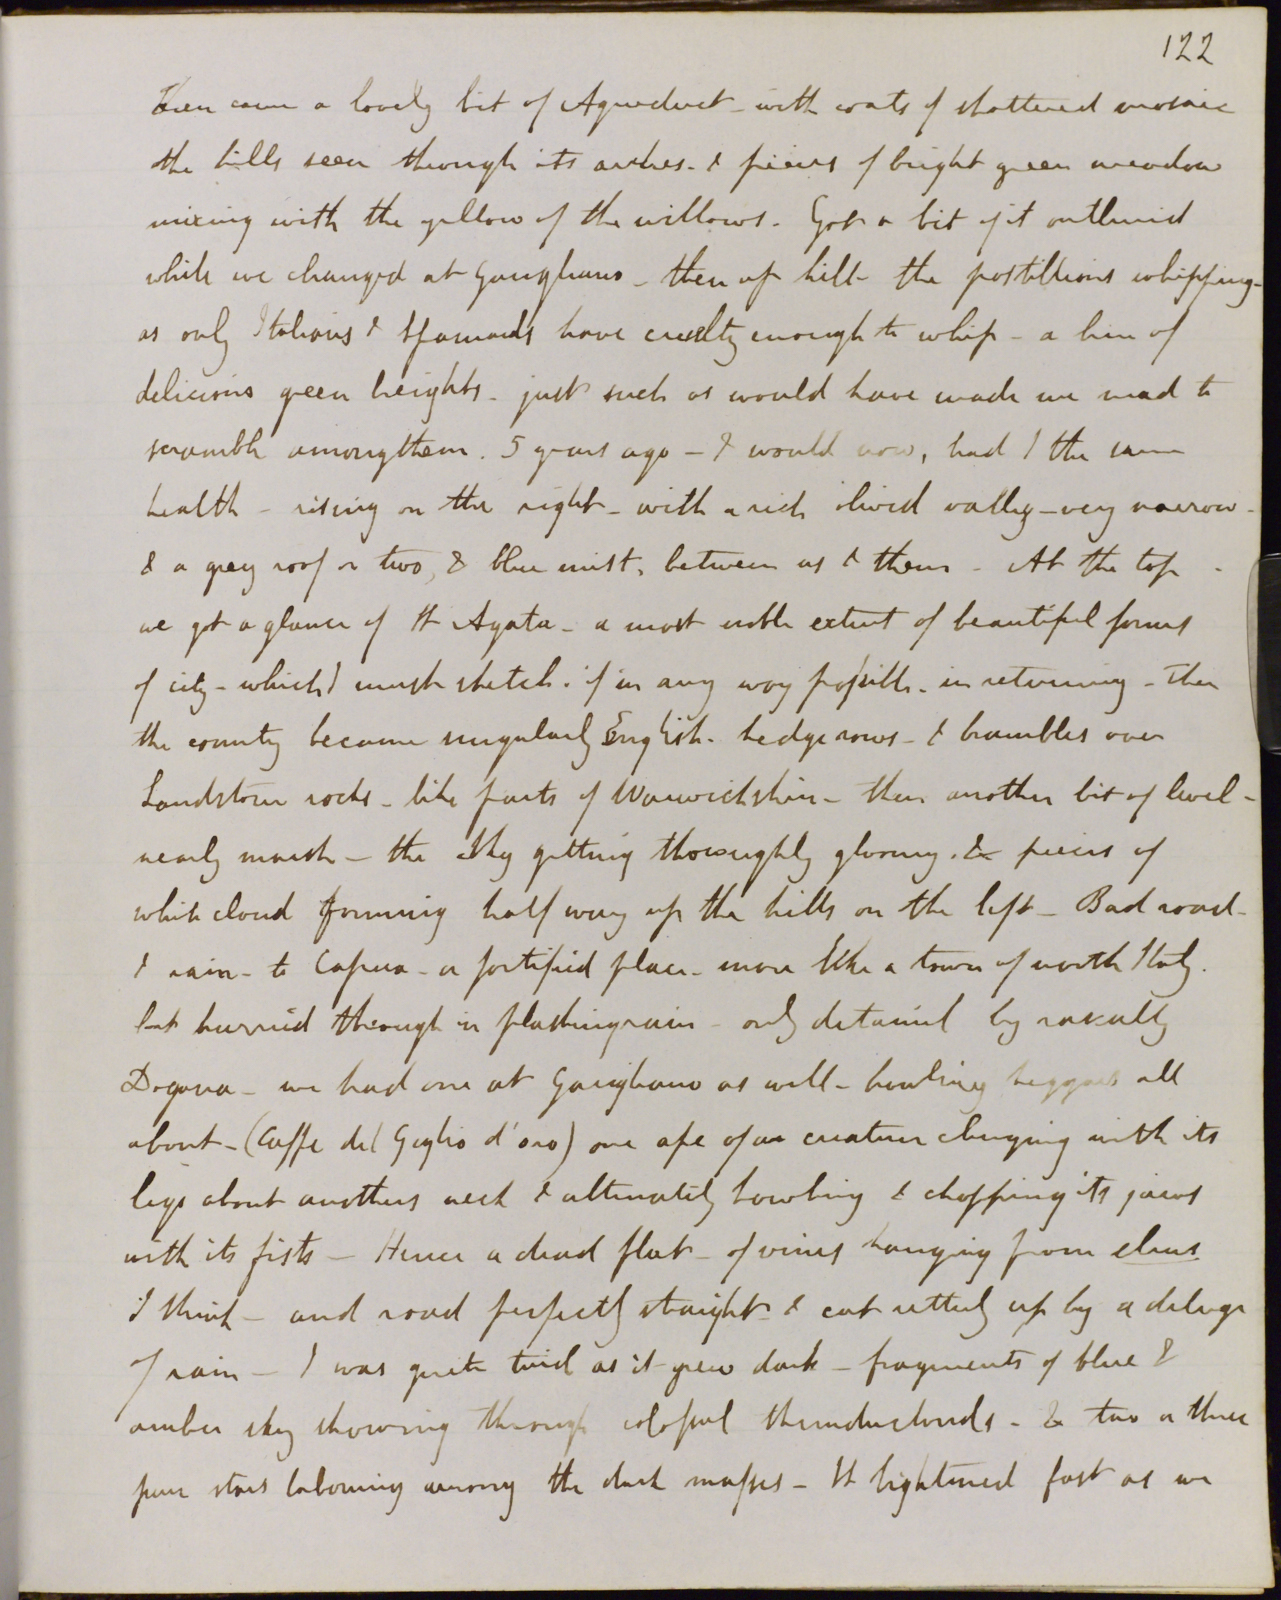 122
Then came a lovely bit of Aqueduct - with coats of shattered mosaic
the hills seen through its arches - & pieces of bright green meadow
mixing with the yellow of the willows. Got a bit of it outlined
while we changed at Garigliano - then up hill - the postillions whipping -
as only Italians & Spaniards have cruelty enough to whip - a line of
delicious green heights - just such as would have made me mad to
scramble among them. 5 years ago - & would now, had I the same
health - rising on the right - with a rich olived valley - very narrow -
& a grey roof or two, & blue mist, between us & them - At the top -
we got a glance of St Agata - a most noble extent of beautiful forms
of city - which I must sketch. if in any way possible - in returning - Then
the country became singularly English. hedgerows - & brambles over
Sandstone rocks - like parts of Warwickshire - then another bit of level -
nearly marsh - the sky getting thoroughly gloomy. & pieces of
white cloud forming half way up the hills on the left - Bad road -
& rain - to Capua - a fortified place - more like a town of north Italy.
but hurried through in plashing rain - only detained by rascally
Dogana - we had one at Garigliano as well - howling beggars all
about - (Caffe del Giglio d'oro) one ape of a creature clinging with its
legs about anothers neck & alternately howling & chopping its jaws
with its fists - Hence a dead flat - of vines hanging from elms
I think - and road perfectly straight - & cut utterly up by a deluge
of rain - I was quite tired as it grew dark - fragments of blue &
amber sky showing through colossal thunderclouds - & two or three
pure stars labouring among the dark masses - It lightened fast as we